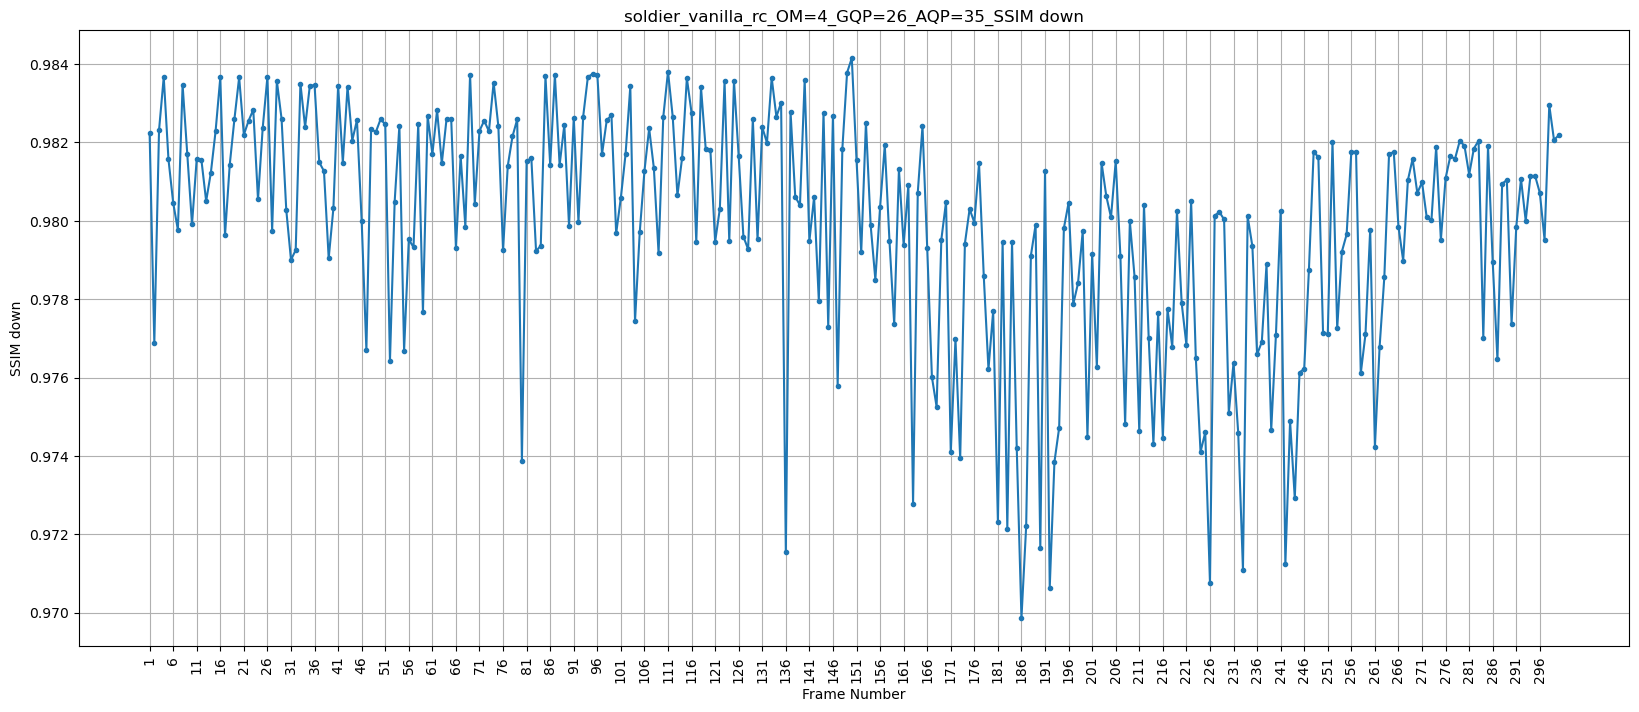 soldier_vanilla_rc_OM=4_GQP=26_AQP=35_SSIM down
SSIM down
0.984
0.982
0.980
0.978
0.976
0.974
0.972
0.970
1 6 11 16 21 26 31 36 41 46 51 56 61 66 71 76 81 86 91 96 101 106 111 116 121 126 131 136 141 146 151 156 161 166 171 176 181 186 191 196 201 206 211 216 221 226 231 236 241 246 251 256 261 266 271 276 281 286 291 296
Frame Number